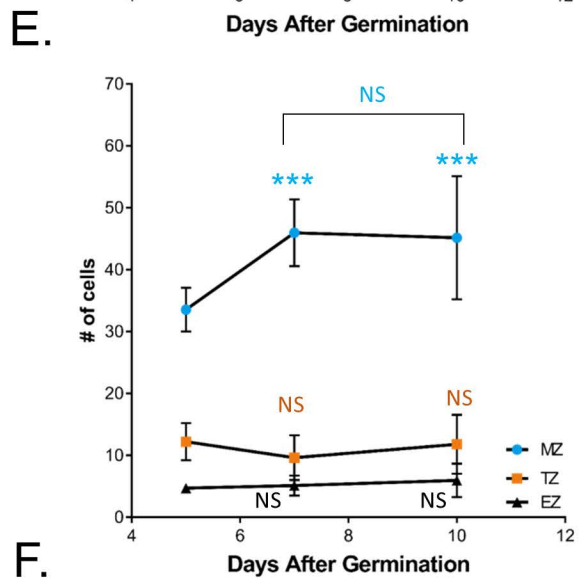 Days After Germination
E.
70
NS
60
***
***
50
40
# of cells
30
20
NS
NS
10
MZ
TZ
NS
NS
EZ
0
4
6
8
10
12
F.
Days After Germination